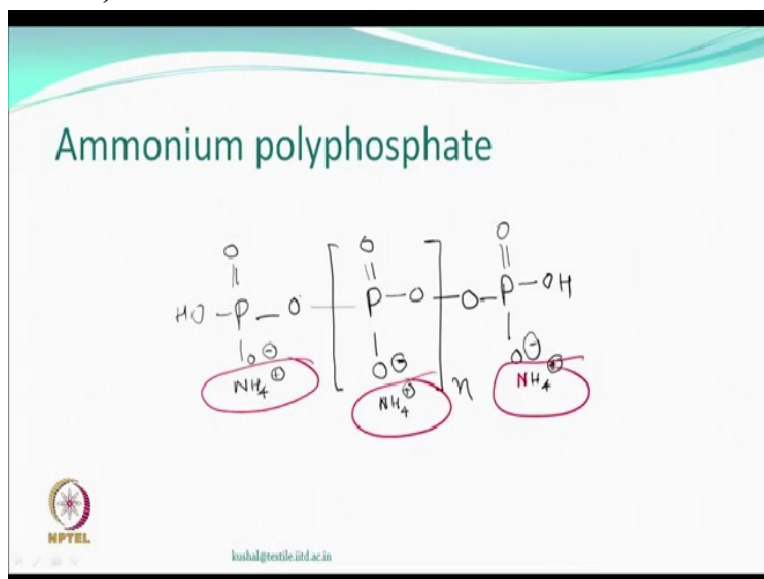 Ammonium polyphosphate
O O O
HO-P-O P-O -O-P-OH
O⊖ O⊖ O⊖
NH₄⊕ NH₄⊕ n NH₄⊕
NPTEL
kushal@textile.iitd.ac.in